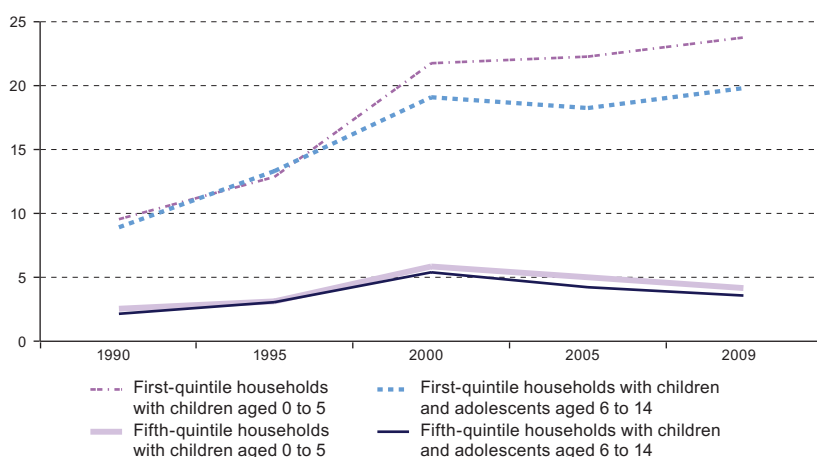 25
20
15
10
5
0
1990 1995 2000 2005 2009
First-quintile households
with children aged 0 to 5
First-quintile households with children
and adolescents aged 6 to 14
Fifth-quintile households
with children aged 0 to 5
Fifth-quintile households with children
and adolescents aged 6 to 14